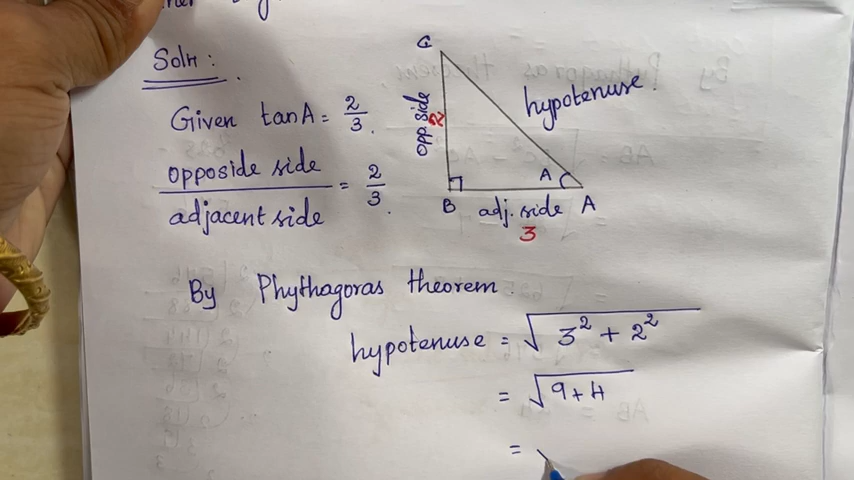 Soln :
Given tanA = 2/3.
opposide side / adjacent side = 2/3.
C
opp side
2
hypotenuse.
A
B adj. side A
3
By Phythagoras theorem.
hypotenuse = √(3² + 2²)
= √(9+4)
=